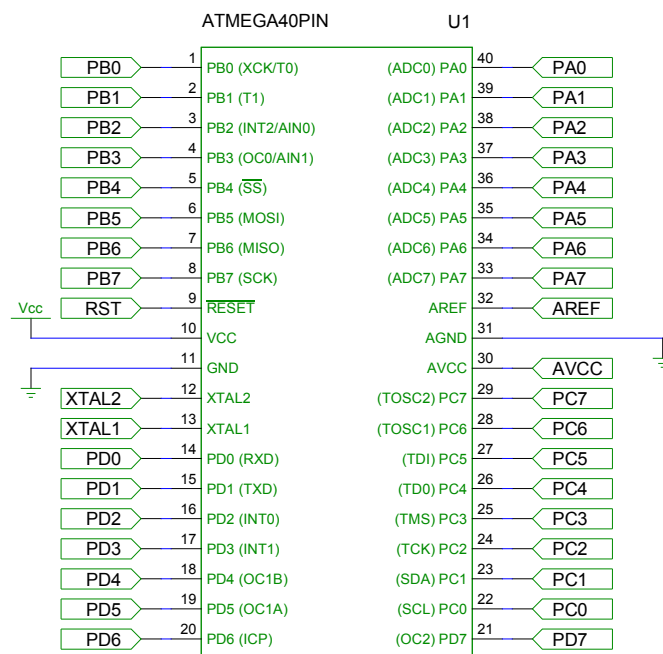 ATMEGA40PIN U1
PB0 1 PB0 (XCK/T0) (ADC0) PA0 40 PA0
PB1 2 PB1 (T1) (ADC1) PA1 39 PA1
PB2 3 PB2 (INT2/AIN0) (ADC2) PA2 38 PA2
PB3 4 PB3 (OC0/AIN1) (ADC3) PA3 37 PA3
PB4 5 PB4 (SS) (ADC4) PA4 36 PA4
PB5 6 PB5 (MOSI) (ADC5) PA5 35 PA5
PB6 7 PB6 (MISO) (ADC6) PA6 34 PA6
PB7 8 PB7 (SCK) (ADC7) PA7 33 PA7
Vcc RST 9 RESET AREF 32 AREF
10 VCC AGND 31
11 GND AVCC 30 AVCC
XTAL2 12 XTAL2 (TOSC2) PC7 29 PC7
XTAL1 13 XTAL1 (TOSC1) PC6 28 PC6
PD0 14 PD0 (RXD) (TDI) PC5 27 PC5
PD1 15 PD1 (TXD) (TD0) PC4 26 PC4
PD2 16 PD2 (INT0) (TMS) PC3 25 PC3
PD3 17 PD3 (INT1) (TCK) PC2 24 PC2
PD4 18 PD4 (OC1B) (SDA) PC1 23 PC1
PD5 19 PD5 (OC1A) (SCL) PC0 22 PC0
PD6 20 PD6 (ICP) (OC2) PD7 21 PD7